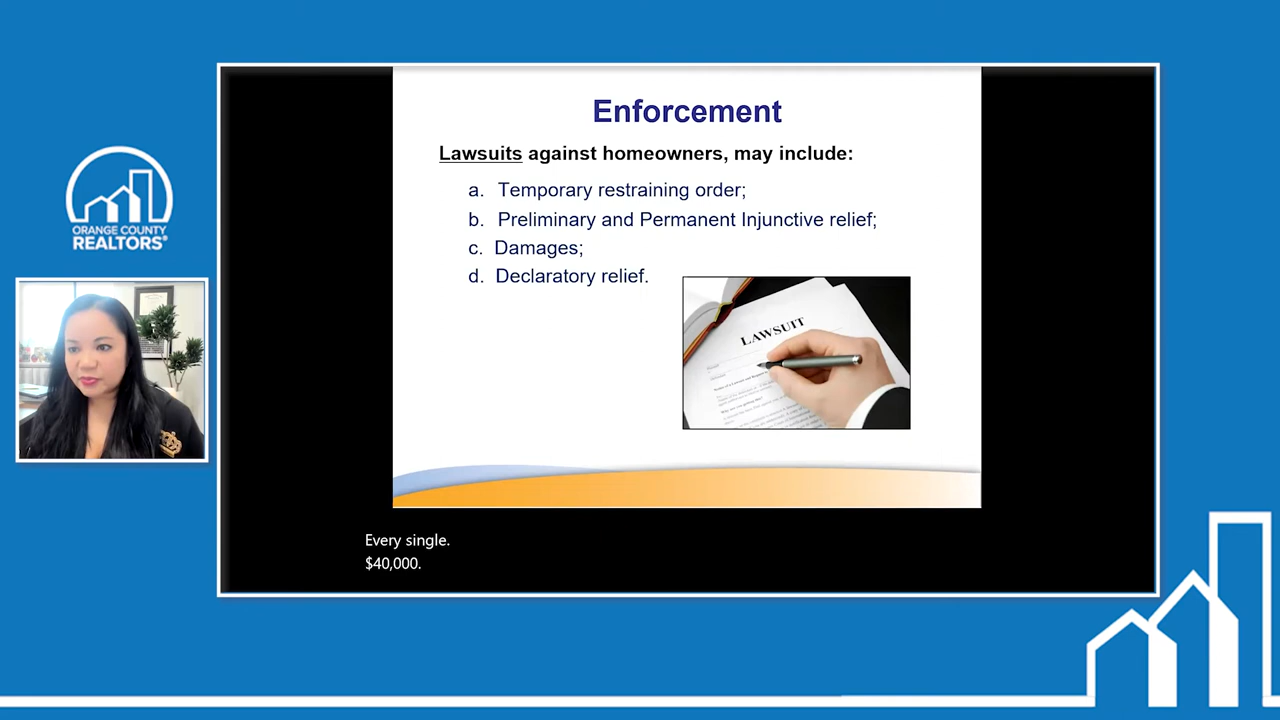 Enforcement
Lawsuits against homeowners, may include:
a. Temporary restraining order;
b. Preliminary and Permanent Injunctive relief;
c. Damages;
d. Declaratory relief.
ORANGE COUNTY
REALTORS®
LAWSUIT
Every single.
$40,000.